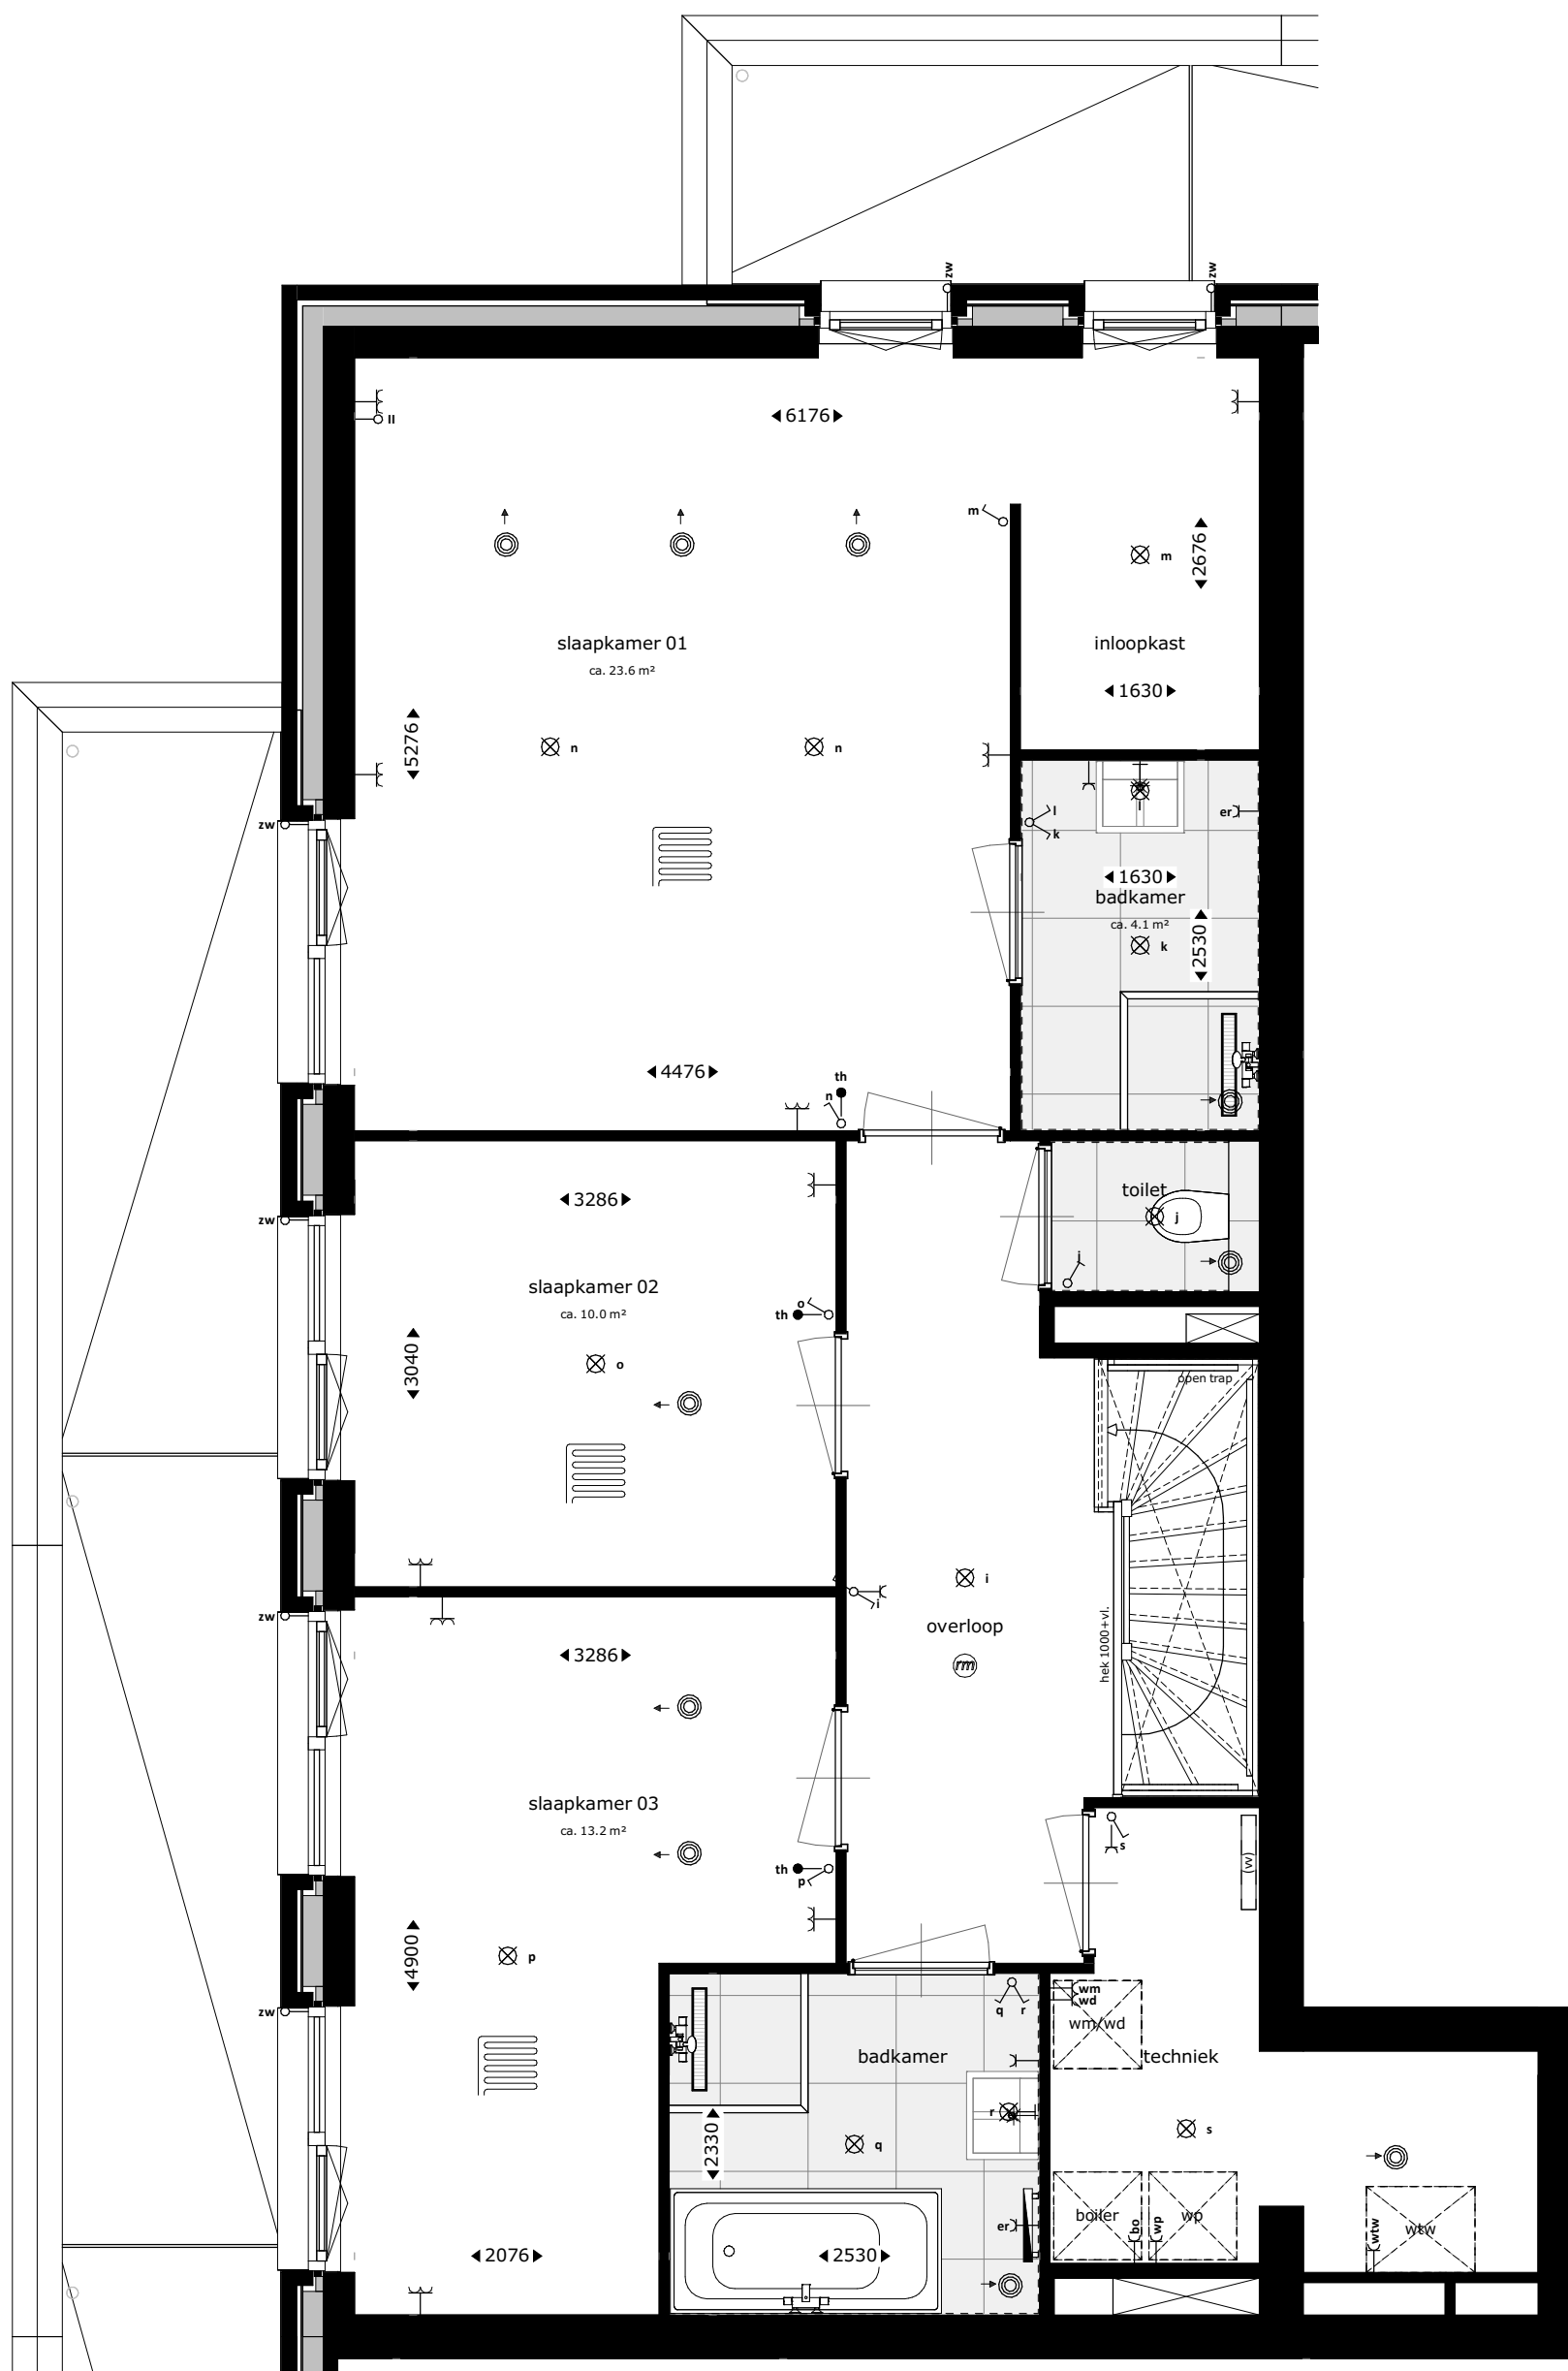 zw
zw
6176
ll
m
m
2676
slaapkamer 01
ca. 23.6 m²
inloopkast
1630
5276
n
n
zw
l
k
l
er
1630
badkamer
ca. 4.1 m²
k
2530
4476
th
n
3286
toilet
j
j
zw
slaapkamer 02
ca. 10.0 m²
o
th
3040
o
open trap
i
i
zw
overloop
hek 1000+vl.
3286
rm
slaapkamer 03
ca. 13.2 m²
s
(vv)
th
p
4900
p
zw
q
r
wm
wd
wm/wd
badkamer
techniek
r
s
2330
q
boiler
bo
wp
wp
er
wtw
wtw
2076
2530